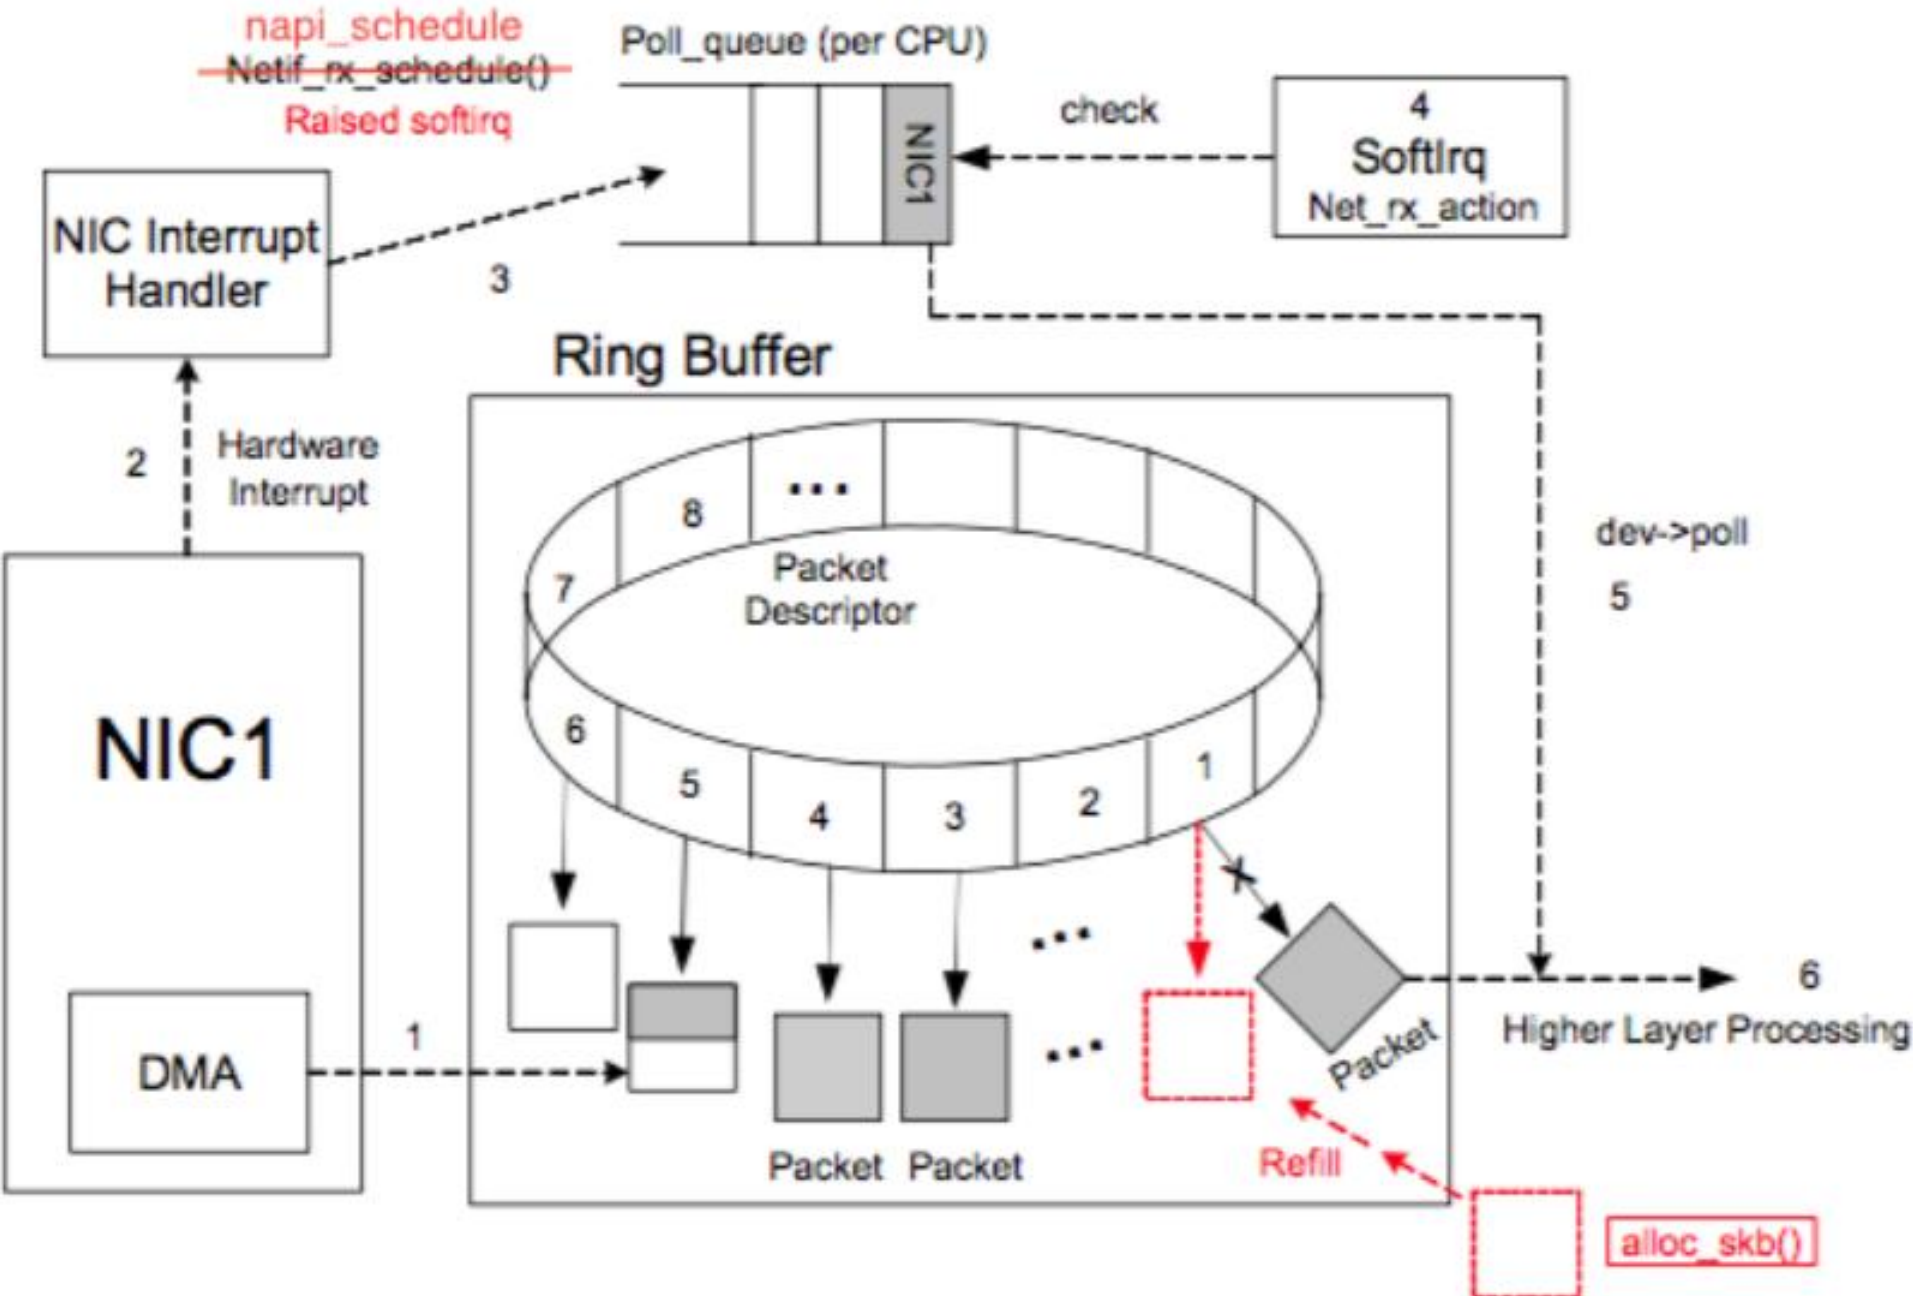 napi_schedule
Netif_rx_schedule()
Raised softirq
Poll_queue (per CPU)
NIC1
check
4
SoftIrq
Net_rx_action
NIC Interrupt
Handler
3
2
Hardware
Interrupt
Ring Buffer
8
...
7
Packet
Descriptor
dev->poll
5
NIC1
6
5
4
3
2
1
X
...
DMA
1
...
Packet
6
Higher Layer Processing
Packet
Packet
Refill
alloc_skb()